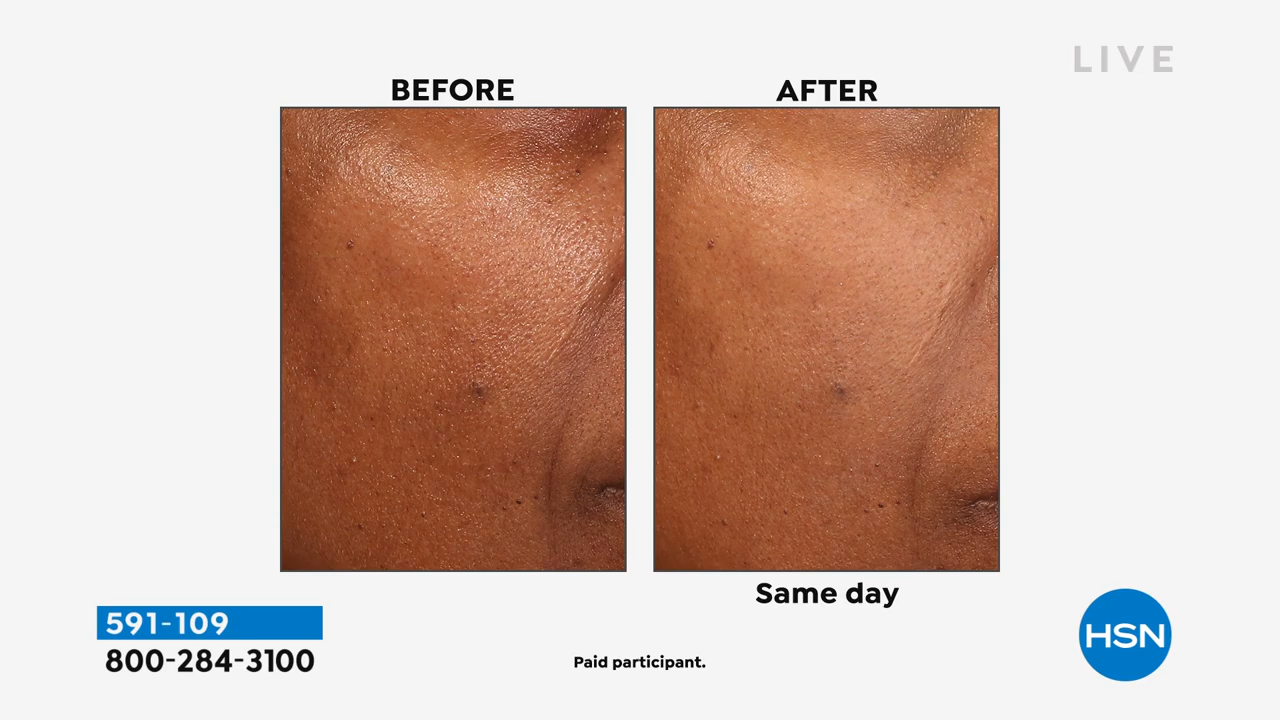 LIVE
BEFORE
AFTER
Same day
591-109
800-284-3100
Paid participant.
HSN